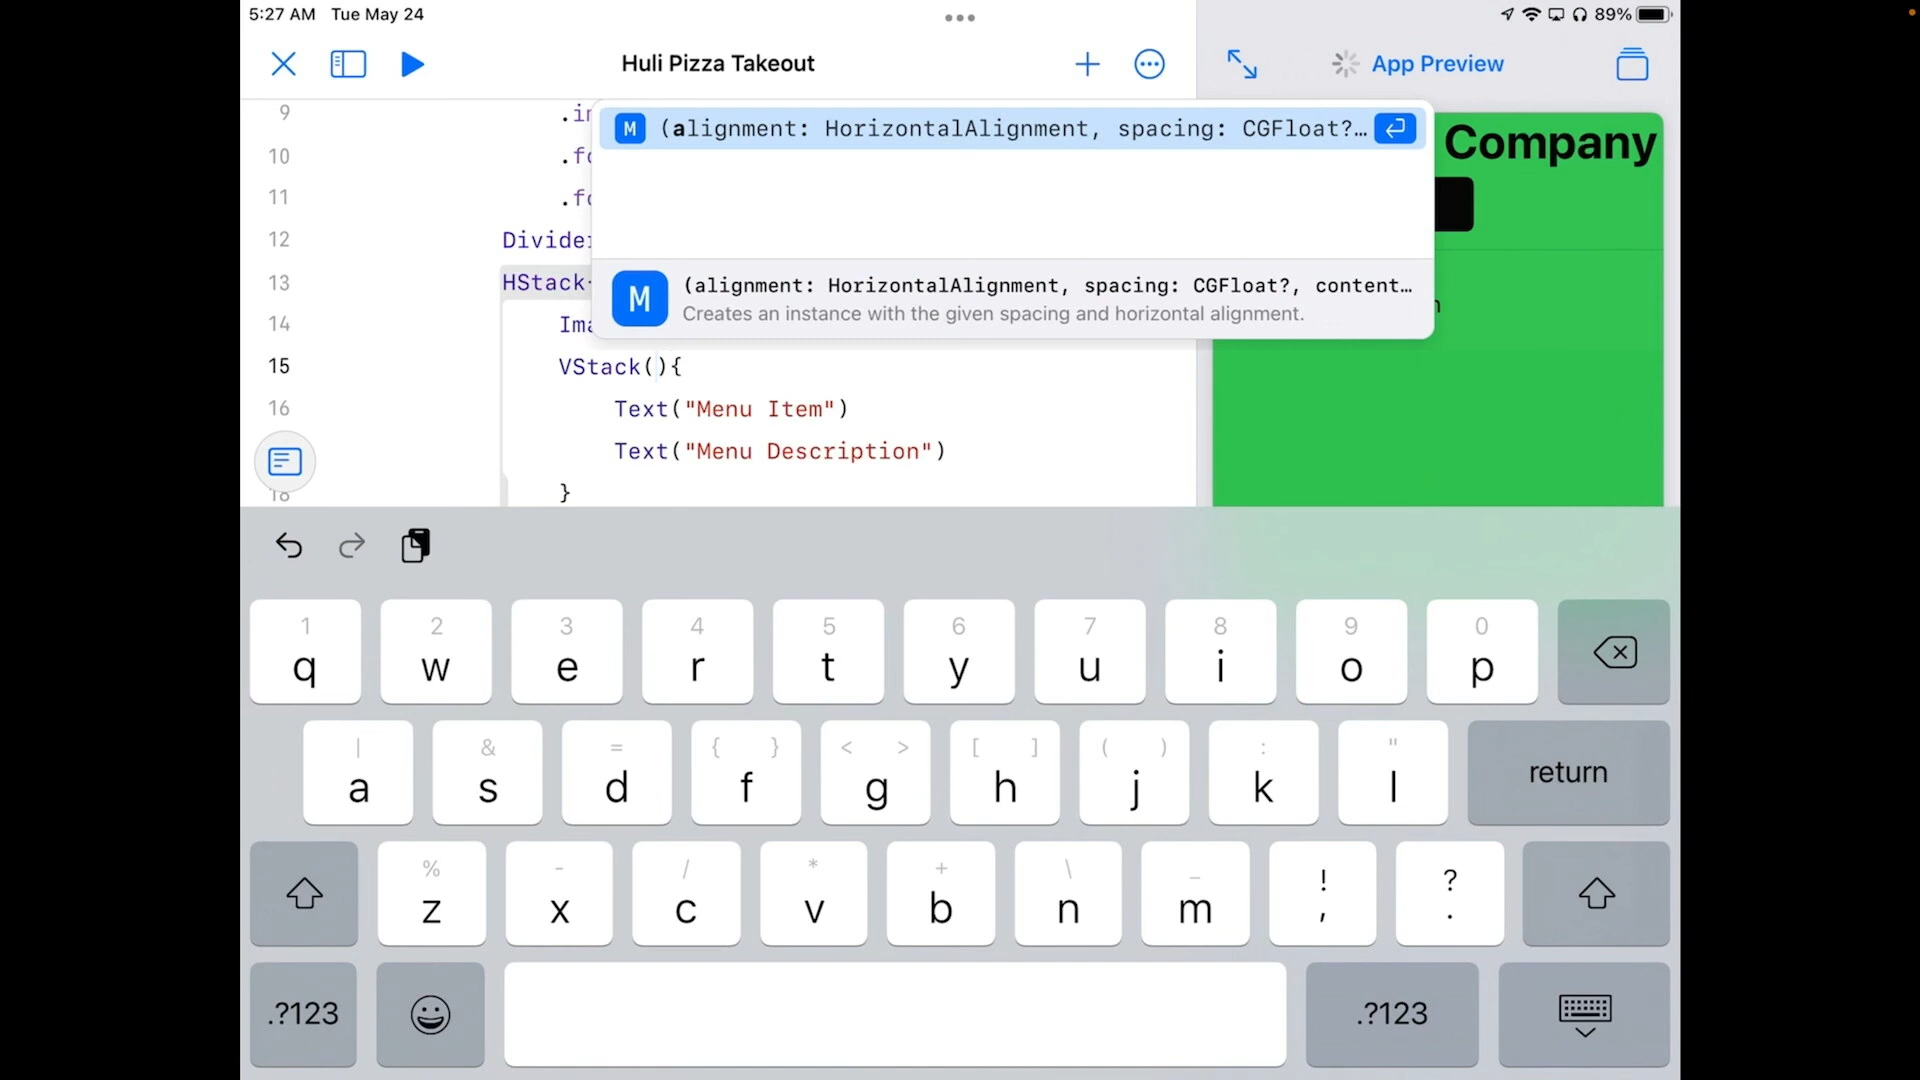 5:27 AM Tue May 24
89%
Huli Pizza Takeout
App Preview
9
(alignment: HorizontalAlignment, spacing: CGFloat?…
Company
10
11
12
13 HStack
(alignment: HorizontalAlignment, spacing: CGFloat?, content…
Creates an instance with the given spacing and horizontal alignment.
14
15 VStack(){
16 Text("Menu Item")
Text("Menu Description")
18 }
1 2 3 4 5 6 7 8 9 0
q w e r t y u i o p
| & = { } < > [ ] ( ) : "
a s d f g h j k l return
% - / * + \ _ ! ?
z x c v b n m , .
.?123 .?123